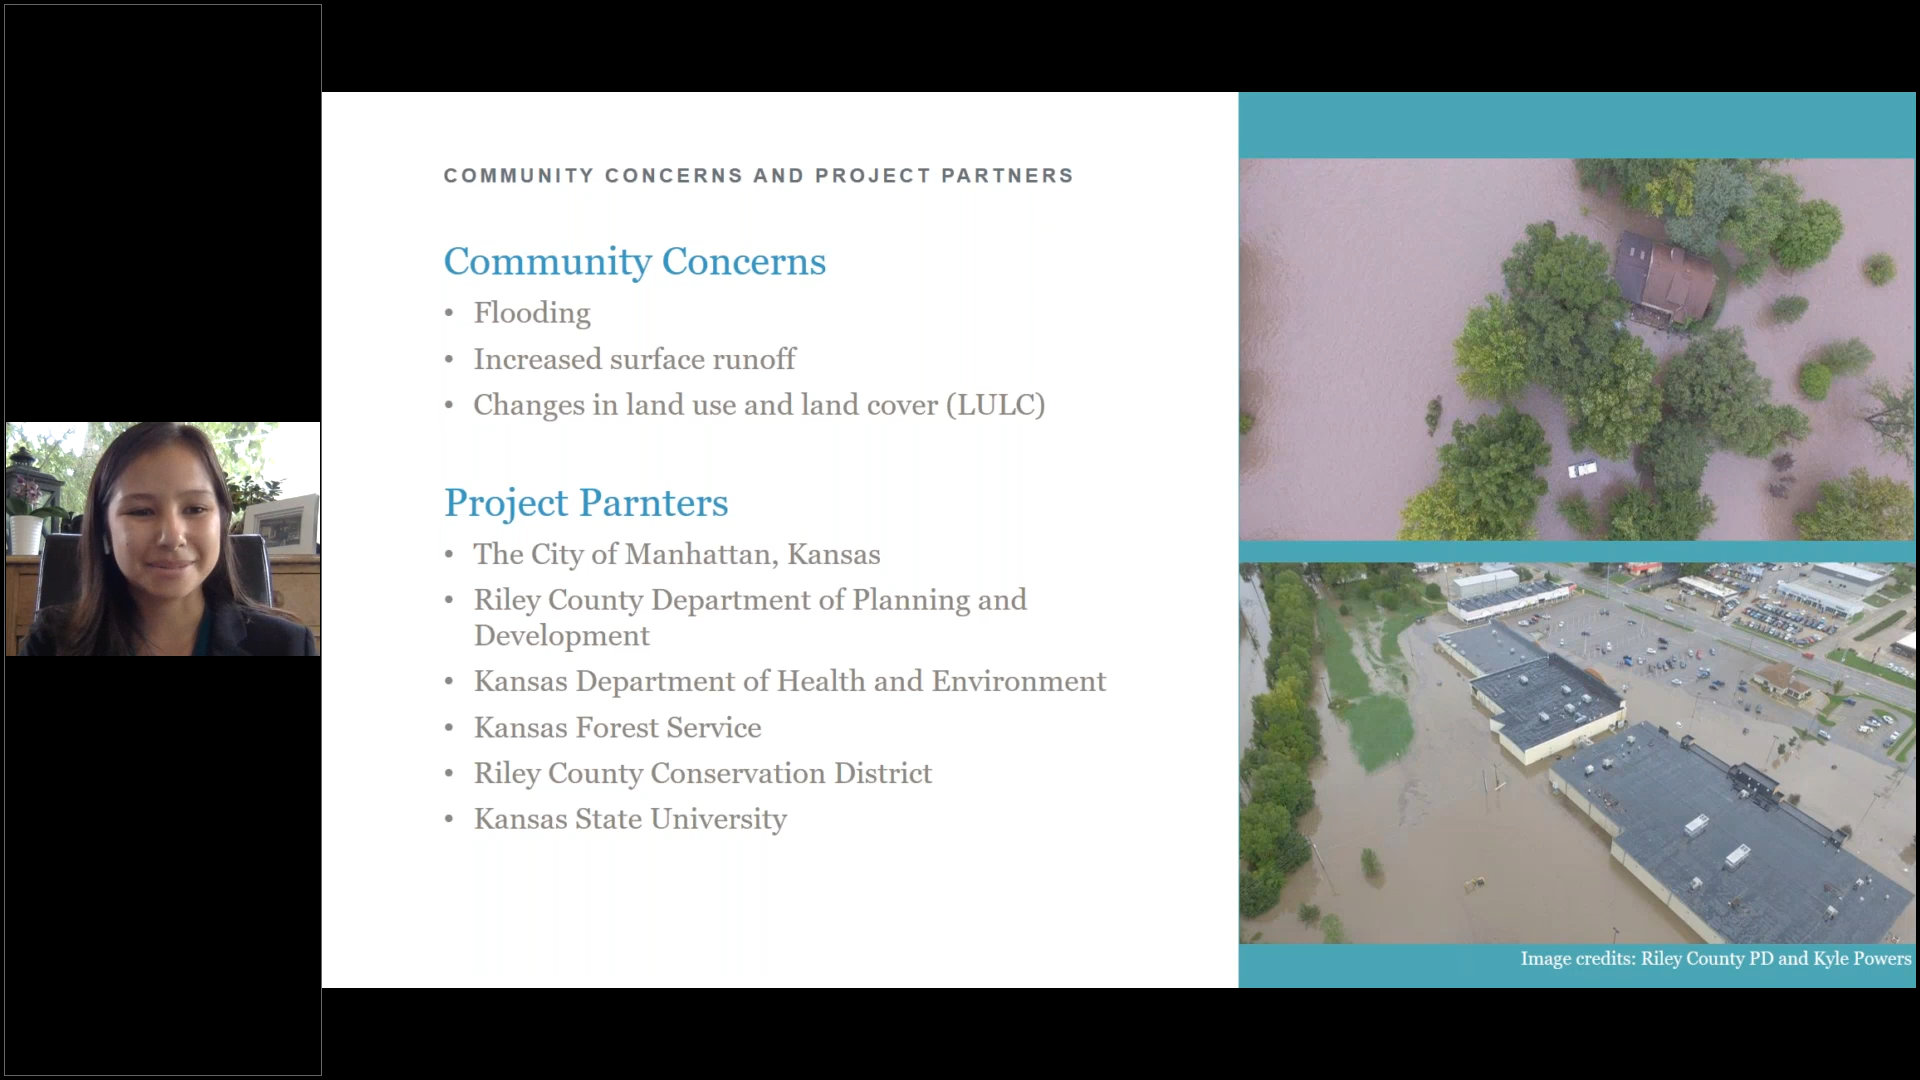 COMMUNITY CONCERNS AND PROJECT PARTNERS
Community Concerns
• Flooding
• Increased surface runoff
• Changes in land use and land cover (LULC)
Project Parnters
• The City of Manhattan, Kansas
• Riley County Department of Planning and
Development
• Kansas Department of Health and Environment
• Kansas Forest Service
• Riley County Conservation District
• Kansas State University
Image credits: Riley County PD and Kyle Powers